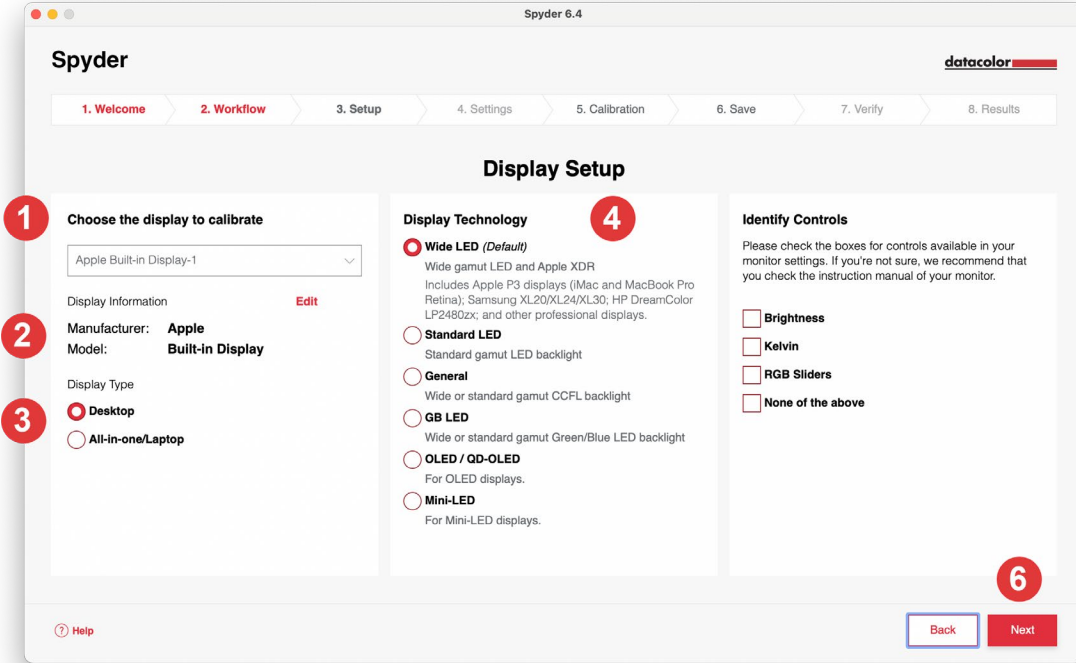 Spyder 6.4
Spyder
datacolor
1. Welcome
2. Workflow
3. Setup
4. Settings
5. Calibration
6. Save
7. Verify
8. Results
Display Setup
1
Choose the display to calibrate
Apple Built-in Display-1
Display Information
Edit
2
Manufacturer: Apple
Model: Built-in Display
Display Type
3
Desktop
All-in-one/Laptop
Display Technology
4
Wide LED (Default)
Wide gamut LED and Apple XDR
Includes Apple P3 displays (iMac and MacBook Pro
Retina); Samsung XL20/XL24/XL30; HP DreamColor
LP2480zx; and other professional displays.
Standard LED
Standard gamut LED backlight
General
Wide or standard gamut CCFL backlight
GB LED
Wide or standard gamut Green/Blue LED backlight
OLED / QD-OLED
For OLED displays.
Mini-LED
For Mini-LED displays.
Identify Controls
Please check the boxes for controls available in your
monitor settings. If you're not sure, we recommend that
you check the instruction manual of your monitor.
Brightness
Kelvin
RGB Sliders
None of the above
6
? Help
Back
Next